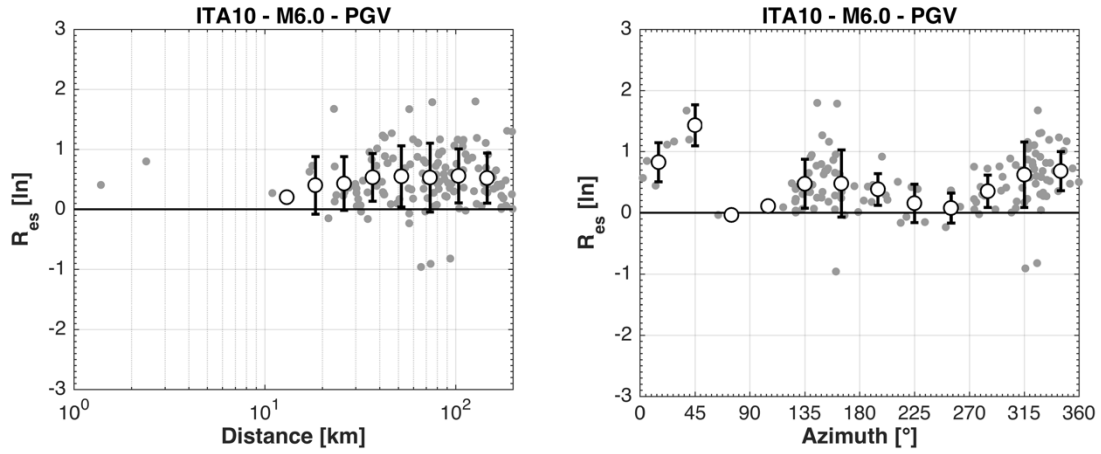 ITA10 - M6.0 - PGV
3
2
1
0
-1
-2
-3
Res [ln]
10^0 10^1 10^2
Distance [km]
ITA10 - M6.0 - PGV
3
2
1
0
-1
-2
-3
Res [ln]
0 45 90 135 180 225 270 315 360
Azimuth [°]